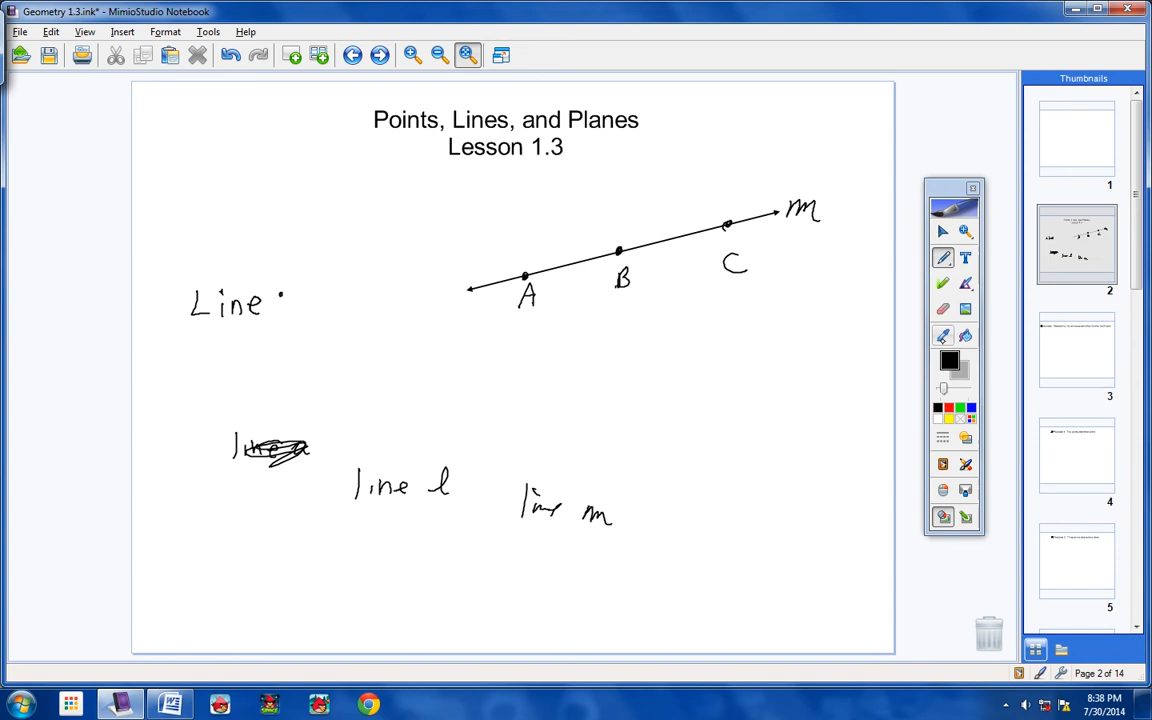 Geometry 1.3.ink* - MimioStudio Notebook
File Edit View Insert Format Tools Help
Points, Lines, and Planes
Lesson 1.3
m
A B C
Line
line l
line m
Thumbnails
1
2
3
4
5
Page 2 of 14
8:38 PM
7/30/2014